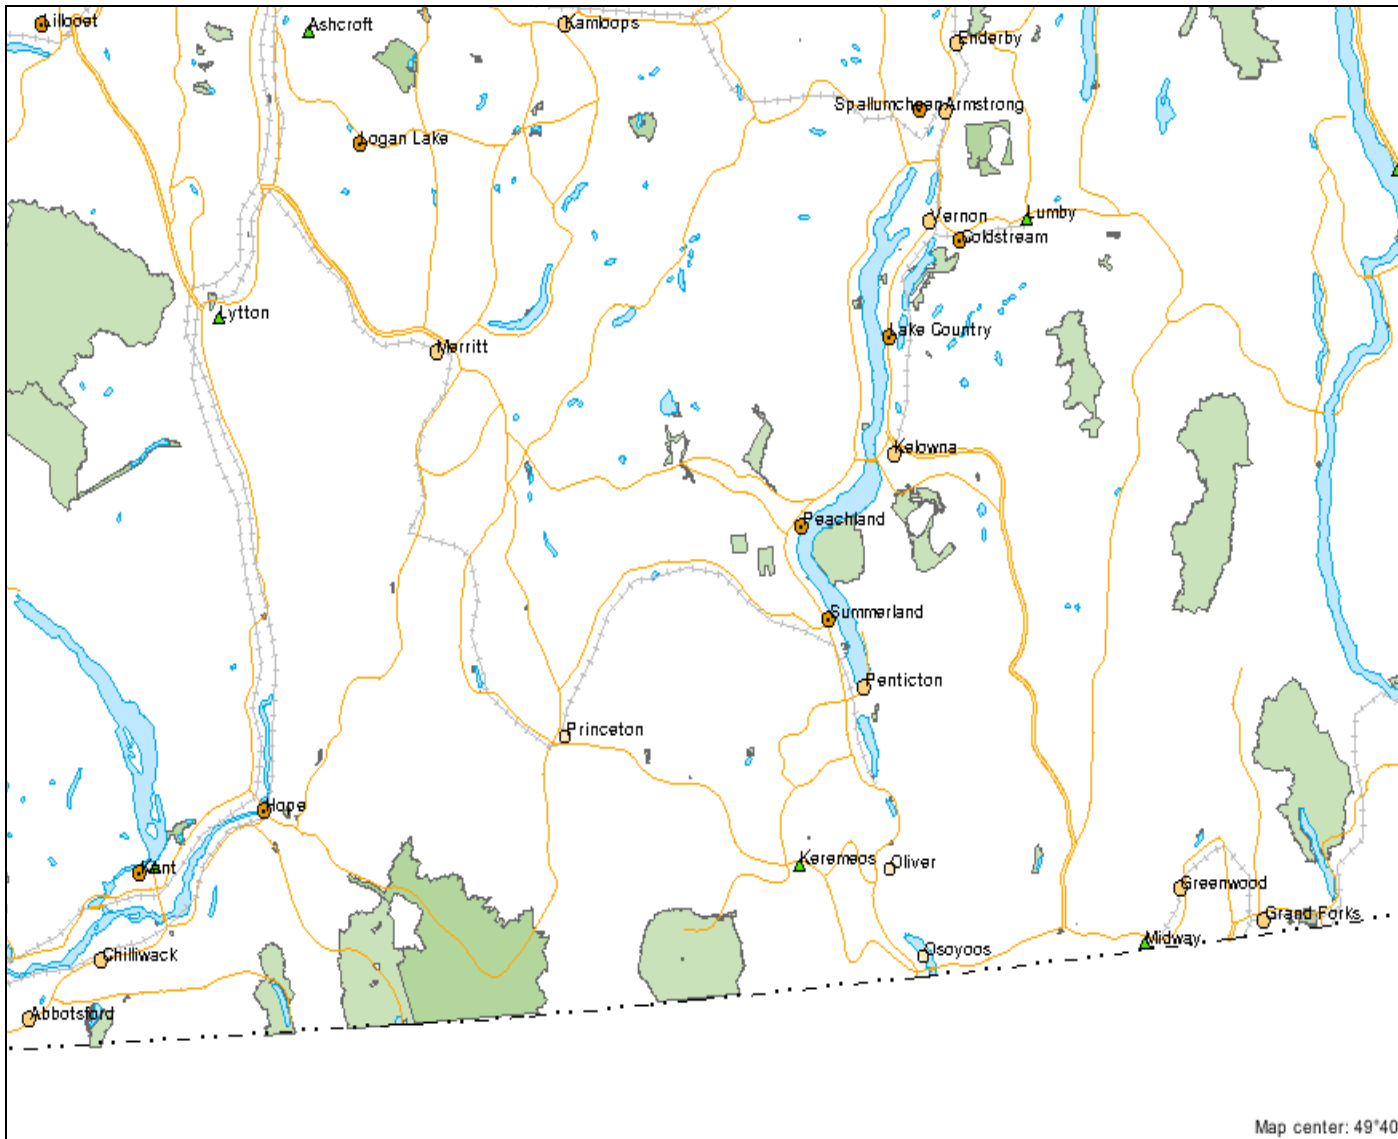 Lilooet
Ashcroft
Kamloops
Enderby
Spallumcheen
Armstrong
Logan Lake
Vernon
Lumby
Coldstream
Lytton
Lake Country
Merritt
Kelowna
Peachland
Summerland
Penticton
Princeton
Hope
Kent
Keremeos
Oliver
Greenwood
Grand Forks
Midway
Osoyoos
Chilliwack
Abbotsford
Map center: 49°40